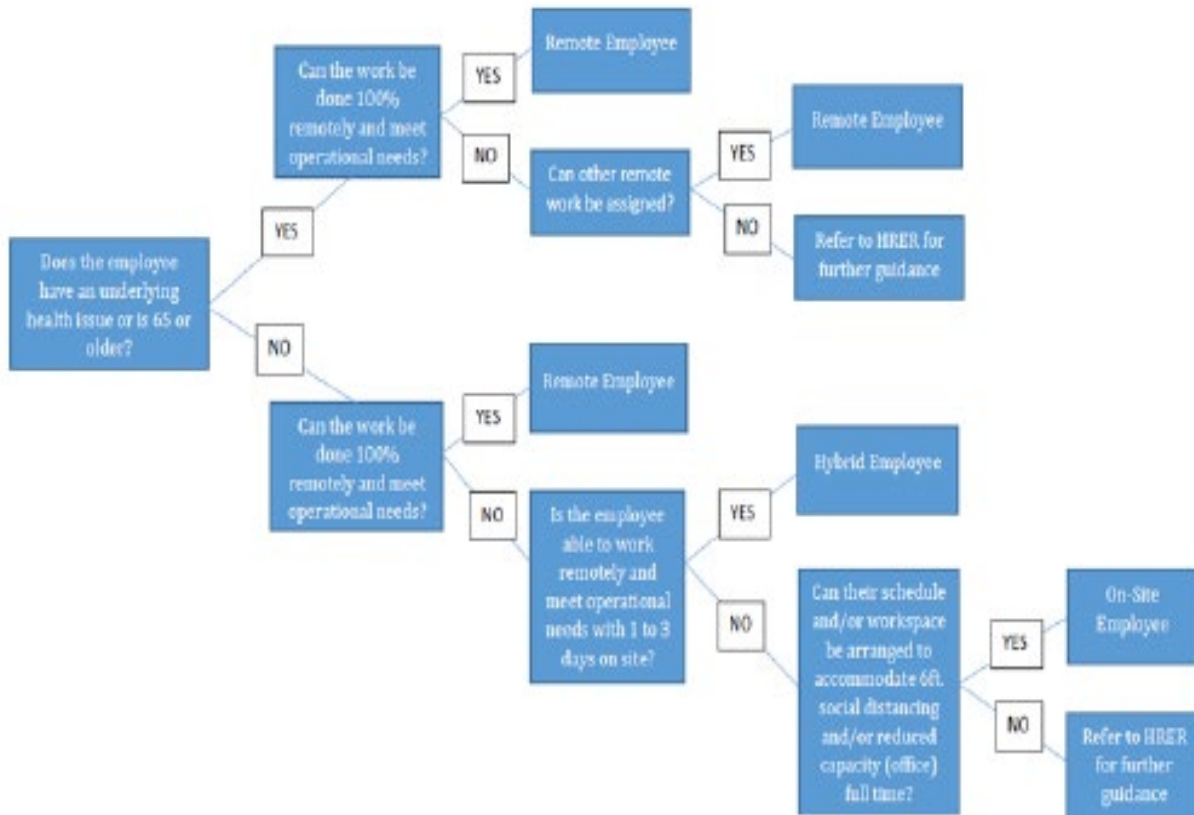 Remote Employee
Can the work be
done 100%
remotely and meet
operational needs?
YES
NO
Remote Employee
YES
Can other remote
work be assigned?
NO
Refer to HRER for
further guidance
YES
Does the employee
have an underlying
health issue or is 65 or
older?
NO
Remote Employee
YES
Can the work be
done 100%
remotely and meet
operational needs?
NO
Hybrid Employee
YES
Is the employee
able to work
remotely and
meet operational
needs with 1 to 3
days on site?
NO
Can their schedule
and/or workspace
be arranged to
accommodate 6ft.
social distancing
and/or reduced
capacity (office)
full time?
On-Site
Employee
YES
NO
Refer to HRER
for further
guidance